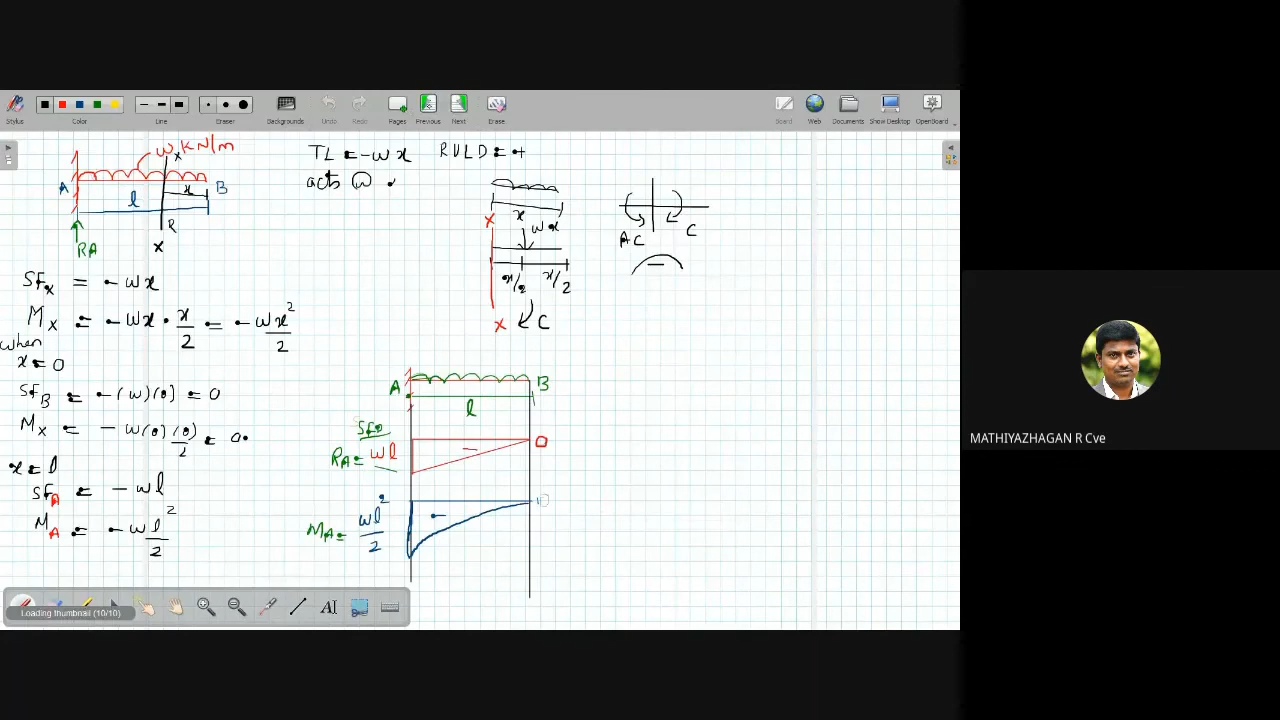 Stylus Color Line Eraser Backgrounds Undo Redo Pages Previous Next Erase Board Web Documents Show Desktop OpenBoard
w kN/m
x
A
l
x
B
RA
R
x
SFx = - wx
Mx = - wx . x/2 = - wx²/2
when
x = 0
SFB = -(w)(0) = 0
Mx = - w(0)(0)/2 = 0
x = l
SFA = - wl
MA = - wl²/2
TL = - wx
RULD = +
acts
x
x
wx
x/2 x/2
x
C
AC
C
-
A
B
l
SFD
RA = wl
-
0
MA = wl²/2
-
MATHIYAZHAGAN R Cve
AI
Loading thumbnail (10/10)